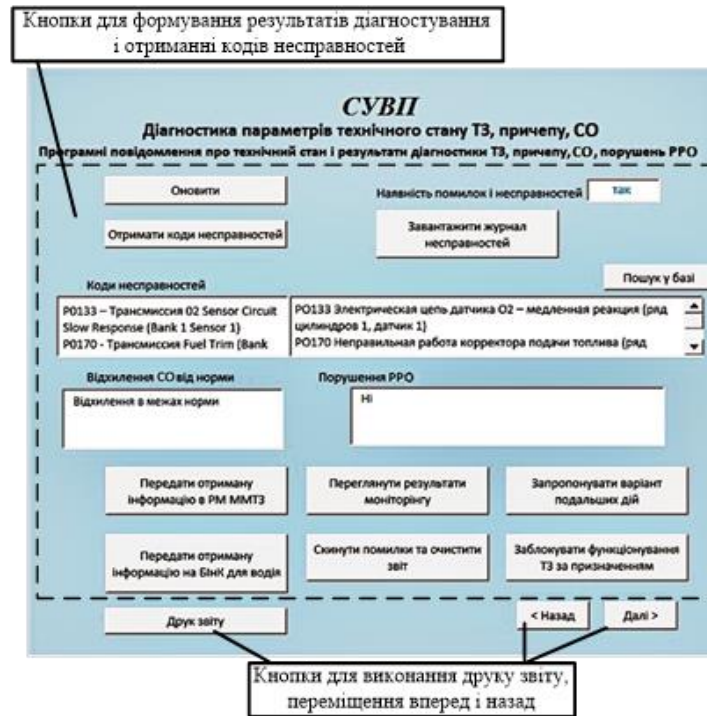 Кнопки для формування результатів діагностування
і отриманні кодів несправностей
СУВП
Діагностика параметрів технічного стану ТЗ, причепу, СО
Програмні повідомлення про технічний стан і результати діагностики ТЗ, причепу, СО, порушень РРО
Оновити
Наявність помилок і несправностей
так
Отримати коди несправностей
Завантажити журнал
несправностей
Пошук у базі
Коди несправностей
P0133 – Трансмиссия 02 Sensor Circuit
Slow Response (Bank 1 Sensor 1)
P0170 - Трансмиссия Fuel Trim (Bank
PO133 Электрическая цепь датчика О2 – медленная реакция (ряд
цилиндров 1, датчик 1)
PO170 Неправильная работа корректора подачи топлива (ряд
Відхилення СО від норми
Порушення РРО
Відхилення в межах норми
Ні
Передати отриману
інформацію в РМ ММТЗ
Переглянути результати
моніторінгу
Запропонувати варіант
подальших дій
Передати отриману
інформацію на БІНК для водія
Скинути помилки та очистити
звіт
Заблокувати функціонування
ТЗ за призначенням
Друк звіту
< Назад
Далі >
Кнопки для виконання друку звіту,
переміщення вперед і назад